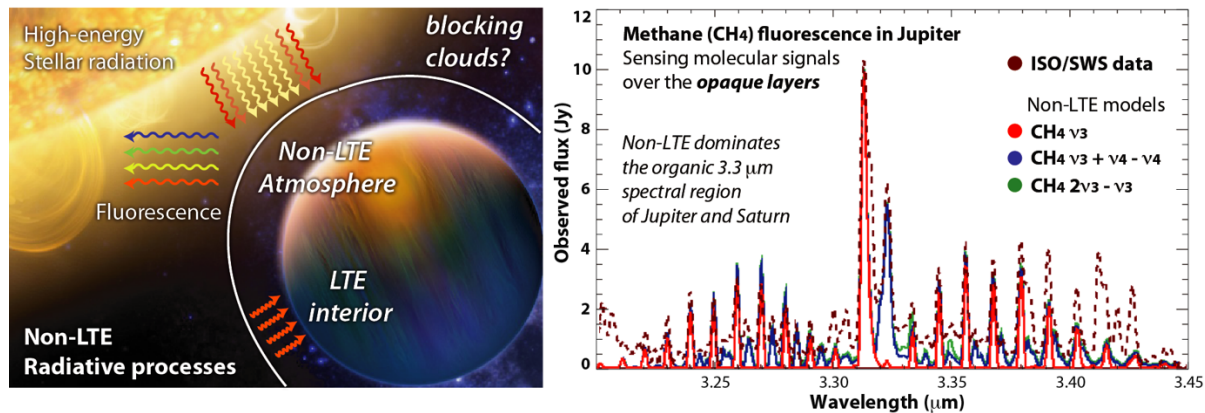 High-energy
Stellar radiation
blocking
clouds?
Non-LTE
Atmosphere
Fluorescence
LTE
interior
Non-LTE
Radiative processes
Methane (CH4) fluorescence in Jupiter
Sensing molecular signals
over the opaque layers
Non-LTE dominates
the organic 3.3 μm
spectral region
of Jupiter and Saturn
ISO/SWS data
Non-LTE models
CH4 ν3
CH4 ν3 + ν4 - ν4
CH4 2ν3 - ν3
Observed flux (Jy)
12
10
8
6
4
2
0
3.25
3.30
3.35
3.40
3.45
Wavelength (μm)